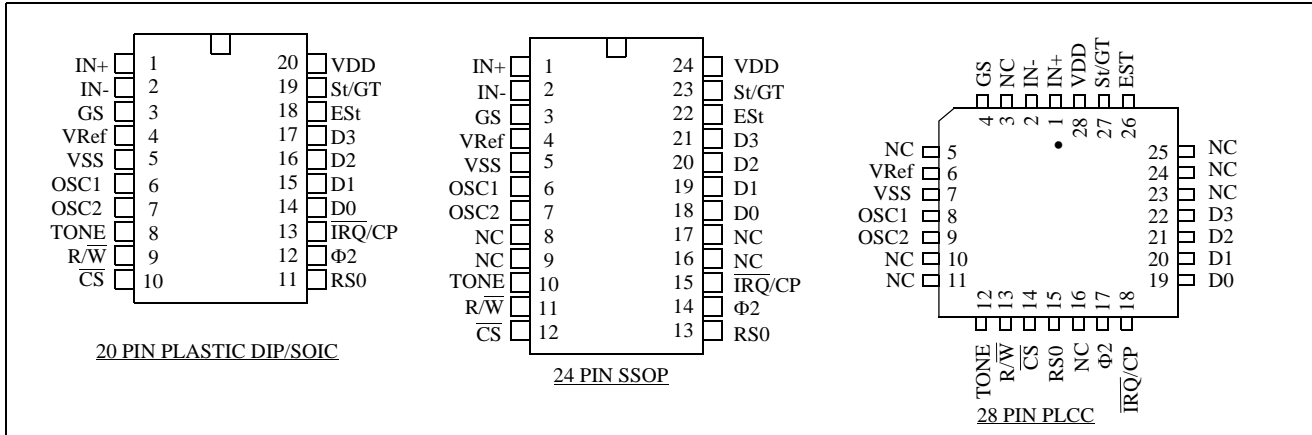 IN+ 1 20 VDD
IN- 2 19 St/GT
GS 3 18 ESt
VRef 4 17 D3
VSS 5 16 D2
OSC1 6 15 D1
OSC2 7 14 D0
TONE 8 13 IRQ/CP
R/W 9 12 Φ2
CS 10 11 RS0
20 PIN PLASTIC DIP/SOIC
IN+ 1 24 VDD
IN- 2 23 St/GT
GS 3 22 ESt
VRef 4 21 D3
VSS 5 20 D2
OSC1 6 19 D1
OSC2 7 18 D0
NC 8 17 NC
NC 9 16 NC
TONE 10 15 IRQ/CP
R/W 11 14 Φ2
CS 12 13 RS0
24 PIN SSOP
GS NC IN- IN+ VDD St/GT EST
4 3 2 1 28 27 26
NC 5 25 NC
VRef 6 24 NC
VSS 7 23 NC
OSC1 8 22 D3
OSC2 9 21 D2
NC 10 20 D1
NC 11 19 D0
12 13 14 15 16 17 18
TONE R/W CS RS0 NC Φ2 IRQ/CP
28 PIN PLCC